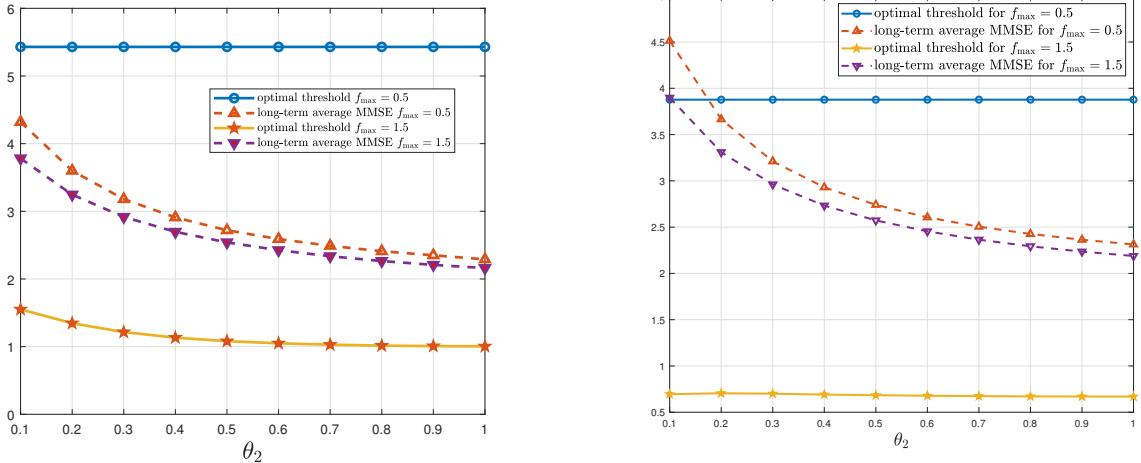 6
5
4
3
2
1
0
optimal threshold f_max = 0.5
long-term average MMSE f_max = 0.5
optimal threshold f_max = 1.5
long-term average MMSE f_max = 1.5
0.1 0.2 0.3 0.4 0.5 0.6 0.7 0.8 0.9 1
θ_2
4.5
4
3.5
3
2.5
2
1.5
1
0.5
optimal threshold for f_max = 0.5
long-term average MMSE for f_max = 0.5
optimal threshold for f_max = 1.5
long-term average MMSE for f_max = 1.5
0.1 0.2 0.3 0.4 0.5 0.6 0.7 0.8 0.9 1
θ_2